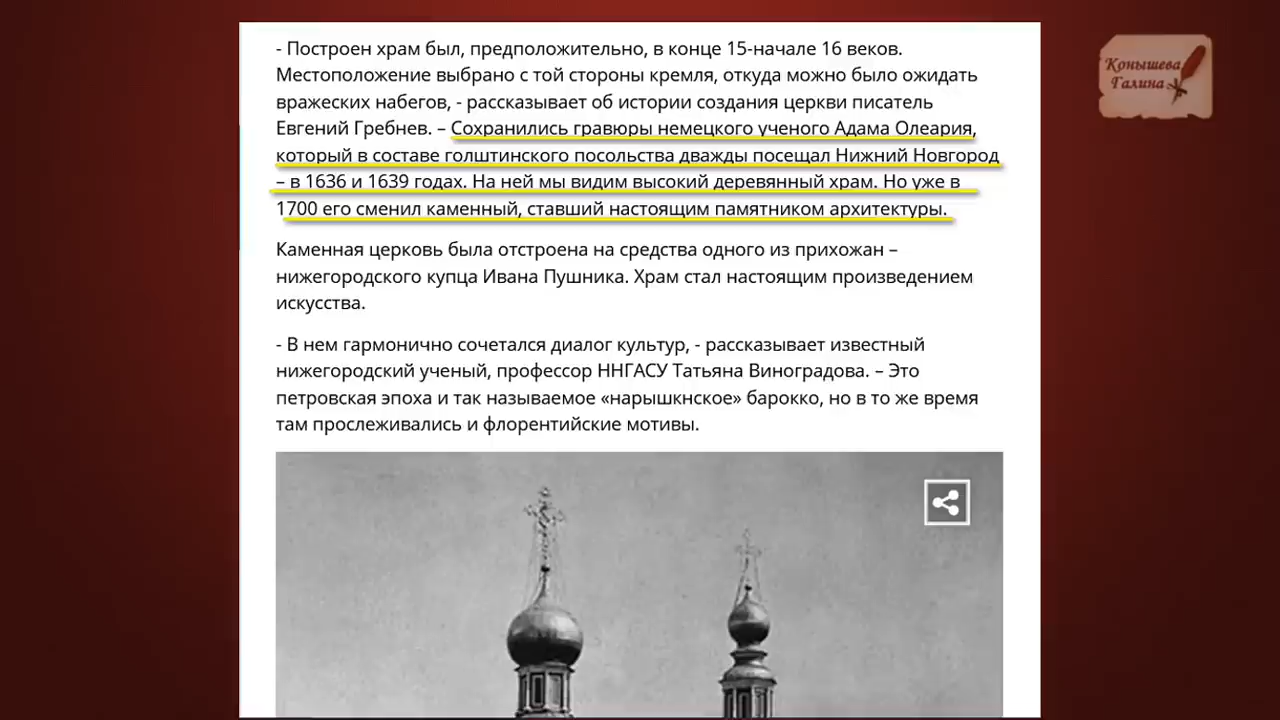 - Построен храм был, предположительно, в конце 15-начале 16 веков.
Местоположение выбрано с той стороны кремля, откуда можно было ожидать
вражеских набегов, - рассказывает об истории создания церкви писатель
Евгений Гребнев. – Сохранились гравюры немецкого ученого Адама Олеария,
который в составе голштинского посольства дважды посещал Нижний Новгород
– в 1636 и 1639 годах. На ней мы видим высокий деревянный храм. Но уже в
1700 его сменил каменный, ставший настоящим памятником архитектуры.
Каменная церковь была отстроена на средства одного из прихожан –
нижегородского купца Ивана Пушника. Храм стал настоящим произведением
искусства.
- В нем гармонично сочетался диалог культур, - рассказывает известный
нижегородский ученый, профессор ННГАСУ Татьяна Виноградова. – Это
петровская эпоха и так называемое «нарышкнское» барокко, но в то же время
там прослеживались и флорентийские мотивы.
Конышева
Галина